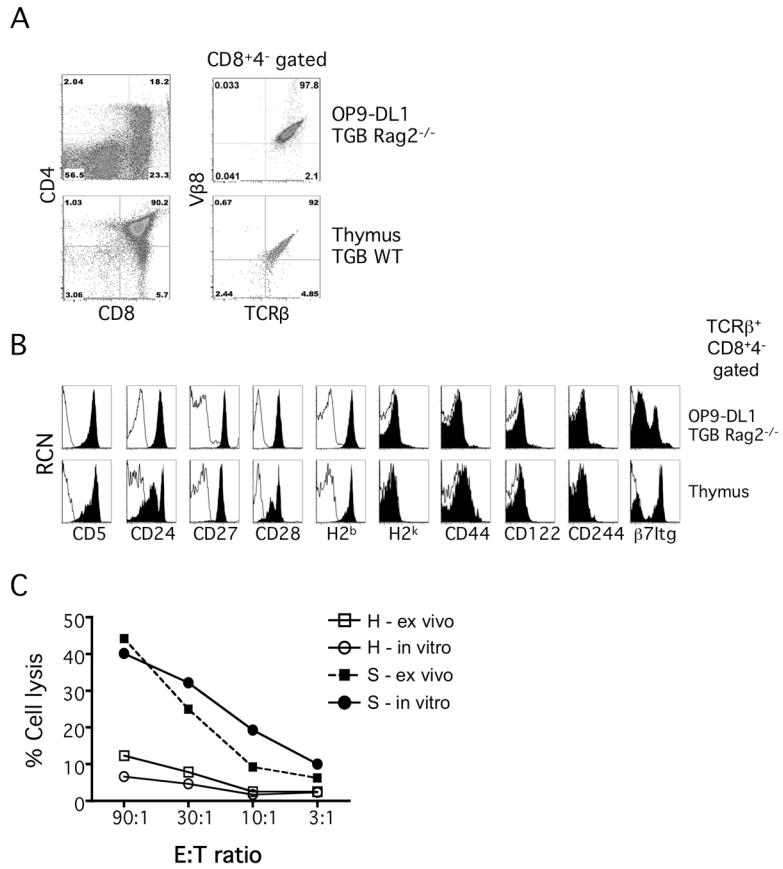 A
CD8⁺4⁻ gated
2.04 18.2
56.5 23.3
0.033 97.8
0.041 2.1
OP9-DL1
TGB Rag2⁻/⁻
CD4
Vβ8
1.03 90.2
3.06 5.7
0.67 92
2.44 4.85
Thymus
TGB WT
CD8
TCRβ
B
TCRβ⁺
CD8⁺4⁻
gated
OP9-DL1
TGB Rag2⁻/⁻
RCN
Thymus
CD5 CD24 CD27 CD28 H2ᵇ H2ᵏ CD44 CD122 CD244 β7Itg
C
50
40
30
20
10
0
% Cell lysis
H - ex vivo
H - in vitro
S - ex vivo
S - in vitro
90:1 30:1 10:1 3:1
E:T ratio